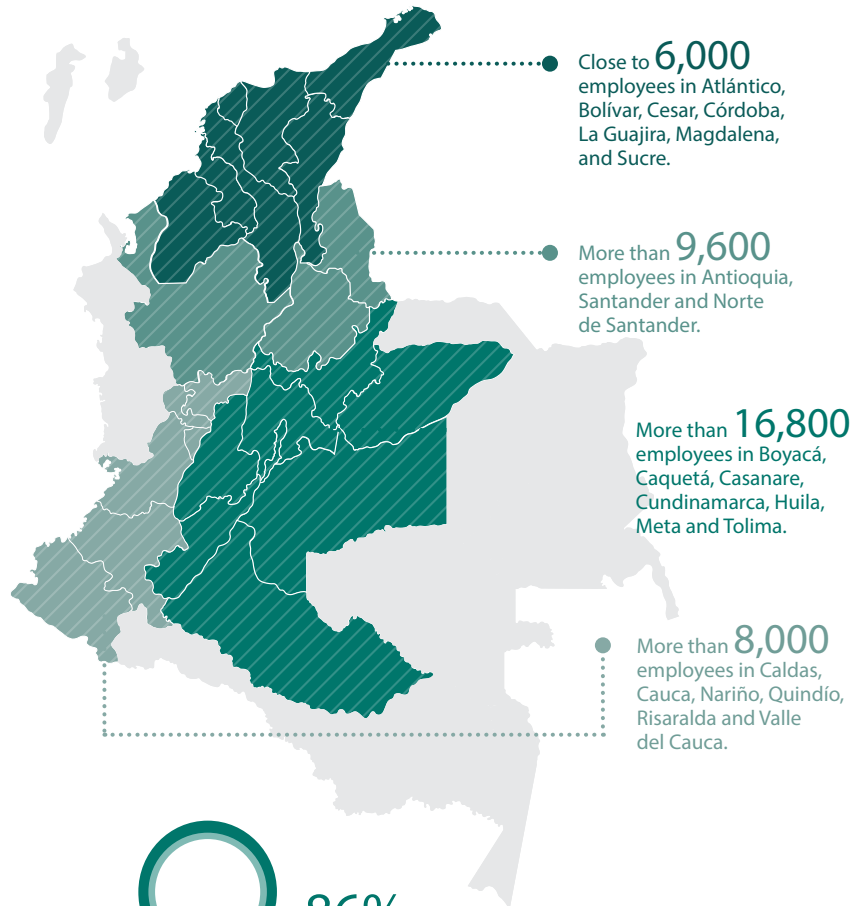 Close to 6,000
employees in Atlántico,
Bolívar, Cesar, Córdoba,
La Guajira, Magdalena,
and Sucre.
More than 9,600
employees in Antioquia,
Santander and Norte
de Santander.
More than 16,800
employees in Boyacá,
Caquetá, Casanare,
Cundinamarca, Huila,
Meta and Tolima.
More than 8,000
employees in Caldas,
Cauca, Nariño, Quindío,
Risaralda and Valle
del Cauca.
86%